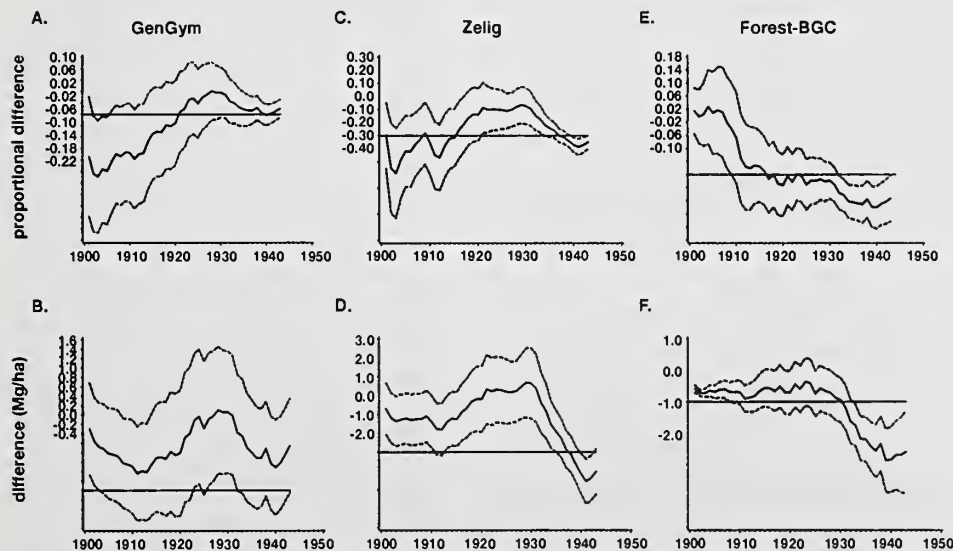 A.
GenGym
C.
Zelig
E.
Forest-BGC
proportional difference
0.10
0.06
0.02
-0.02
-0.06
-0.10
-0.14
-0.18
-0.22
0.30
0.20
0.10
0.00
-0.10
-0.20
-0.30
-0.40
0.18
0.14
0.10
0.06
0.02
-0.02
-0.06
-0.10
1900 1910 1920 1930 1940 1950
1900 1910 1920 1930 1940 1950
1900 1910 1920 1930 1940 1950
B.
D.
F.
difference (Mg/ha)
1.6
1.4
1.2
1.0
0.8
0.6
0.4
0.2
0.0
-0.2
-0.4
3.0
2.0
1.0
0.0
-1.0
-2.0
1.0
0.0
-1.0
-2.0
1900 1910 1920 1930 1940 1950
1900 1910 1920 1930 1940 1950
1900 1910 1920 1930 1940 1950